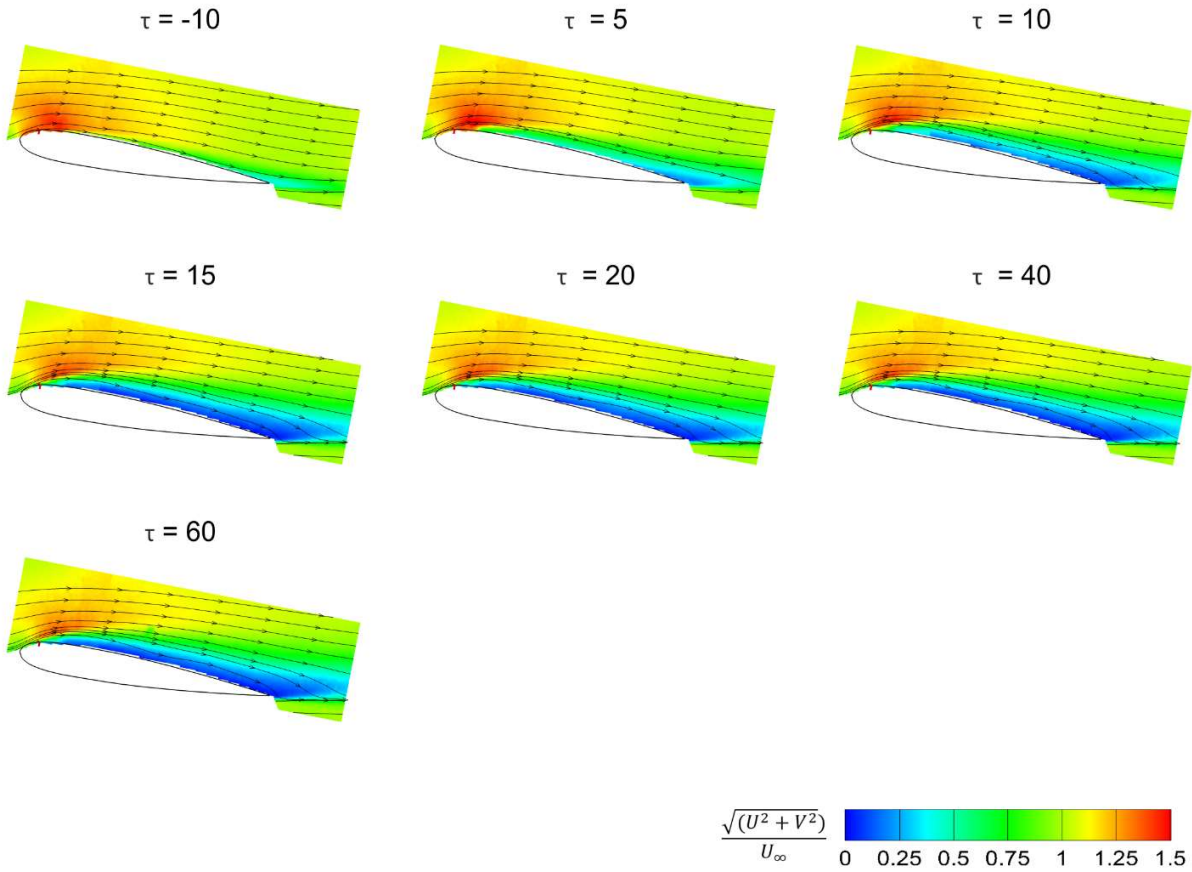 τ = -10
τ = 5
τ = 10
τ = 15
τ = 20
τ = 40
τ = 60
√(U² + V²)
U∞
0 0.25 0.5 0.75 1 1.25 1.5